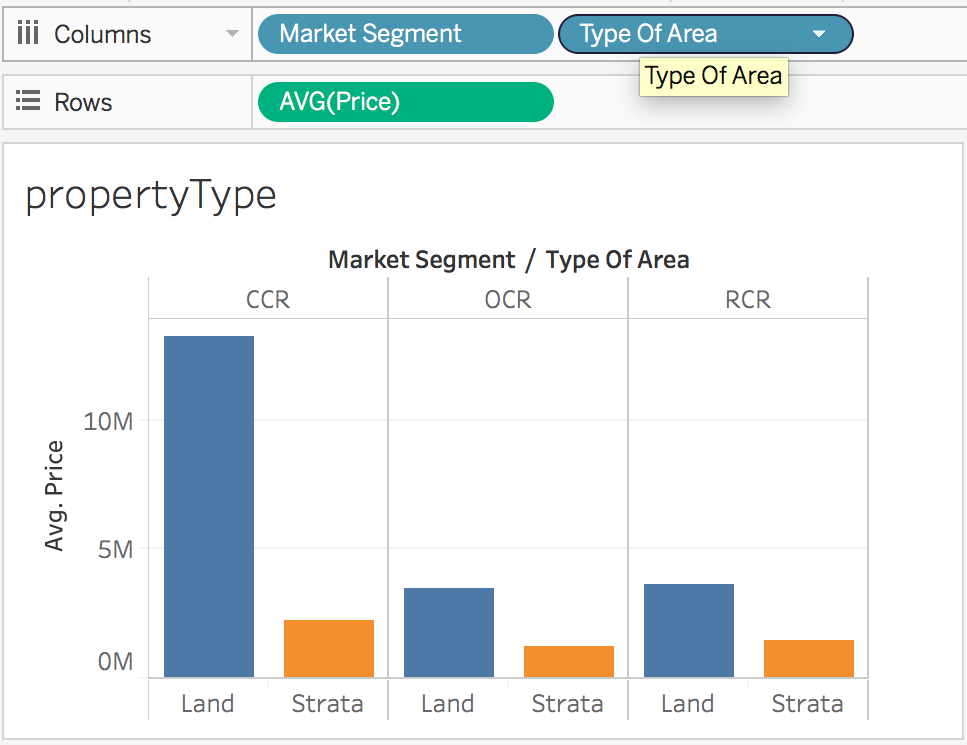 Columns Market Segment Type Of Area
Type Of Area
Rows AVG(Price)
propertyType
Market Segment / Type Of Area
CCR OCR RCR
10M
Avg. Price
5M
0M
Land Strata Land Strata Land Strata